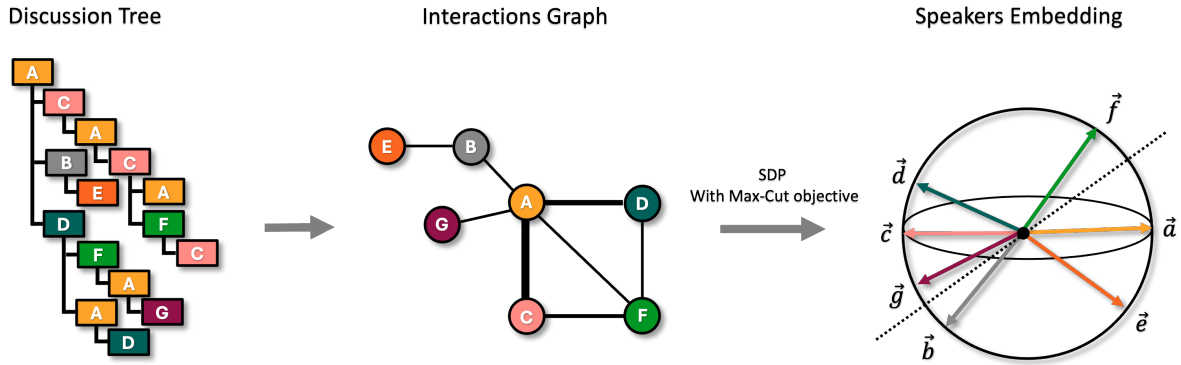 Discussion Tree
Interactions Graph
Speakers Embedding
A
C
A
B
C
E
A
D
F
F
C
A
A
G
D
E
B
A
D
G
C
F
SDP
With Max-Cut objective
f⃗
d⃗
c⃗
a⃗
g⃗
e⃗
b⃗